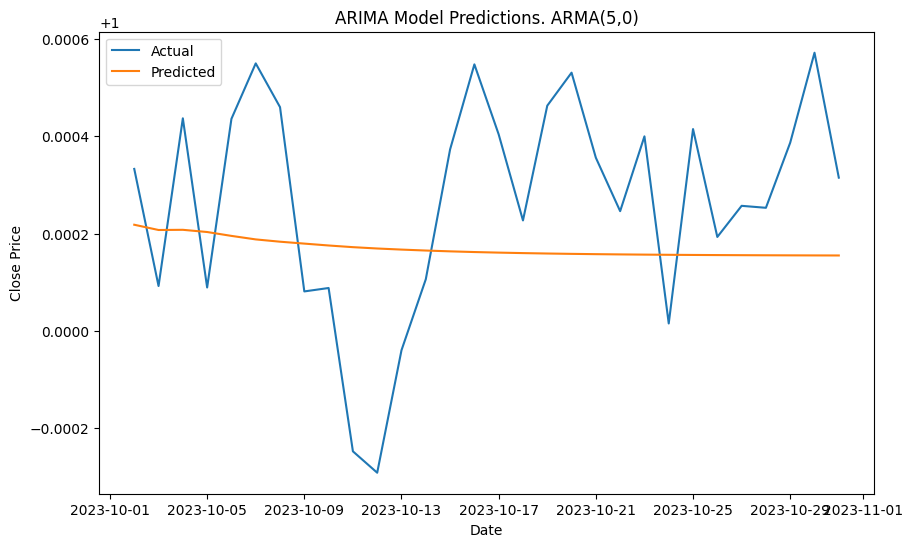 ARIMA Model Predictions. ARMA(5,0)
+1
Actual
Predicted
0.0006
0.0004
0.0002
0.0000
−0.0002
Close Price
2023-10-01 2023-10-05 2023-10-09 2023-10-13 2023-10-17 2023-10-21 2023-10-25 2023-10-29 2023-11-01
Date